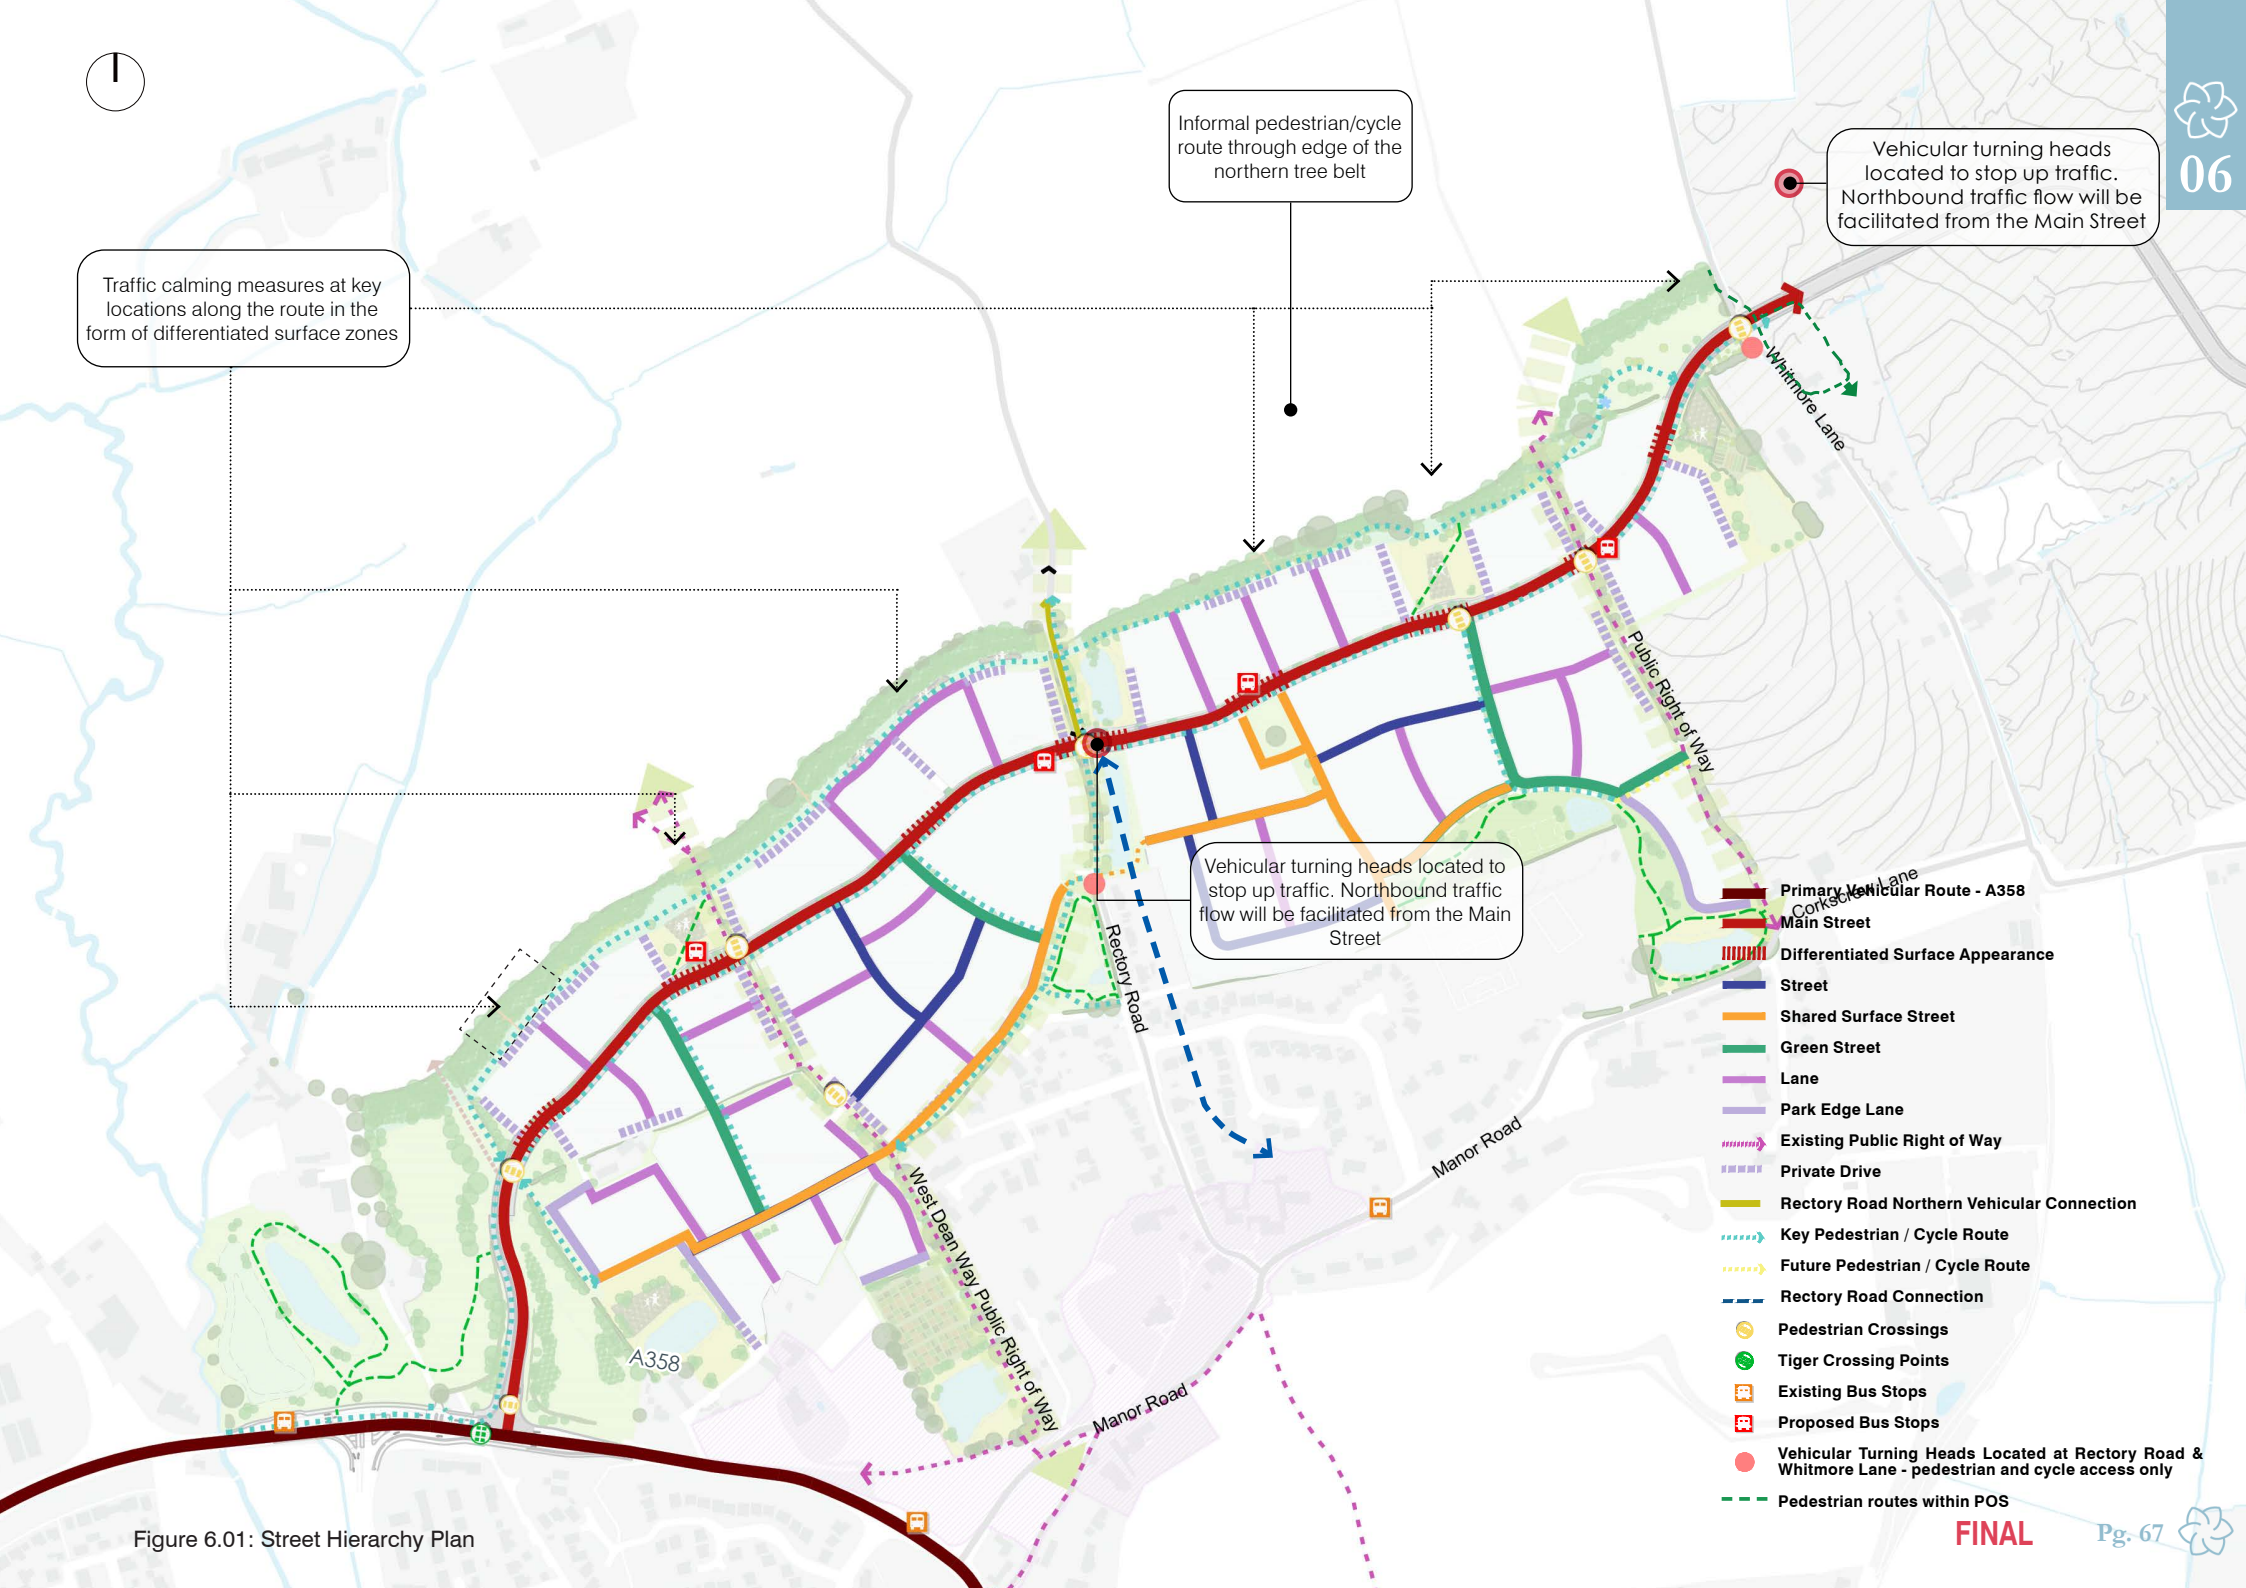 06
Informal pedestrian/cycle
route through edge of the
northern tree belt
Vehicular turning heads
located to stop up traffic.
Northbound traffic flow will be
facilitated from the Main Street
Traffic calming measures at key
locations along the route in the
form of differentiated surface zones
Whitmore Lane
Public Right of Way
Vehicular turning heads located to
stop up traffic. Northbound traffic
flow will be facilitated from the Main
Street
Rectory Road
Corkscrew Lane
Manor Road
West Dean Way Public Right of Way
A358
Manor Road
Primary Vehicular Route - A358
Main Street
Differentiated Surface Appearance
Street
Shared Surface Street
Green Street
Lane
Park Edge Lane
Existing Public Right of Way
Private Drive
Rectory Road Northern Vehicular Connection
Key Pedestrian / Cycle Route
Future Pedestrian / Cycle Route
Rectory Road Connection
Pedestrian Crossings
Tiger Crossing Points
Existing Bus Stops
Proposed Bus Stops
Vehicular Turning Heads Located at Rectory Road &
Whitmore Lane - pedestrian and cycle access only
Pedestrian routes within POS
Figure 6.01: Street Hierarchy Plan
FINAL
Pg. 67